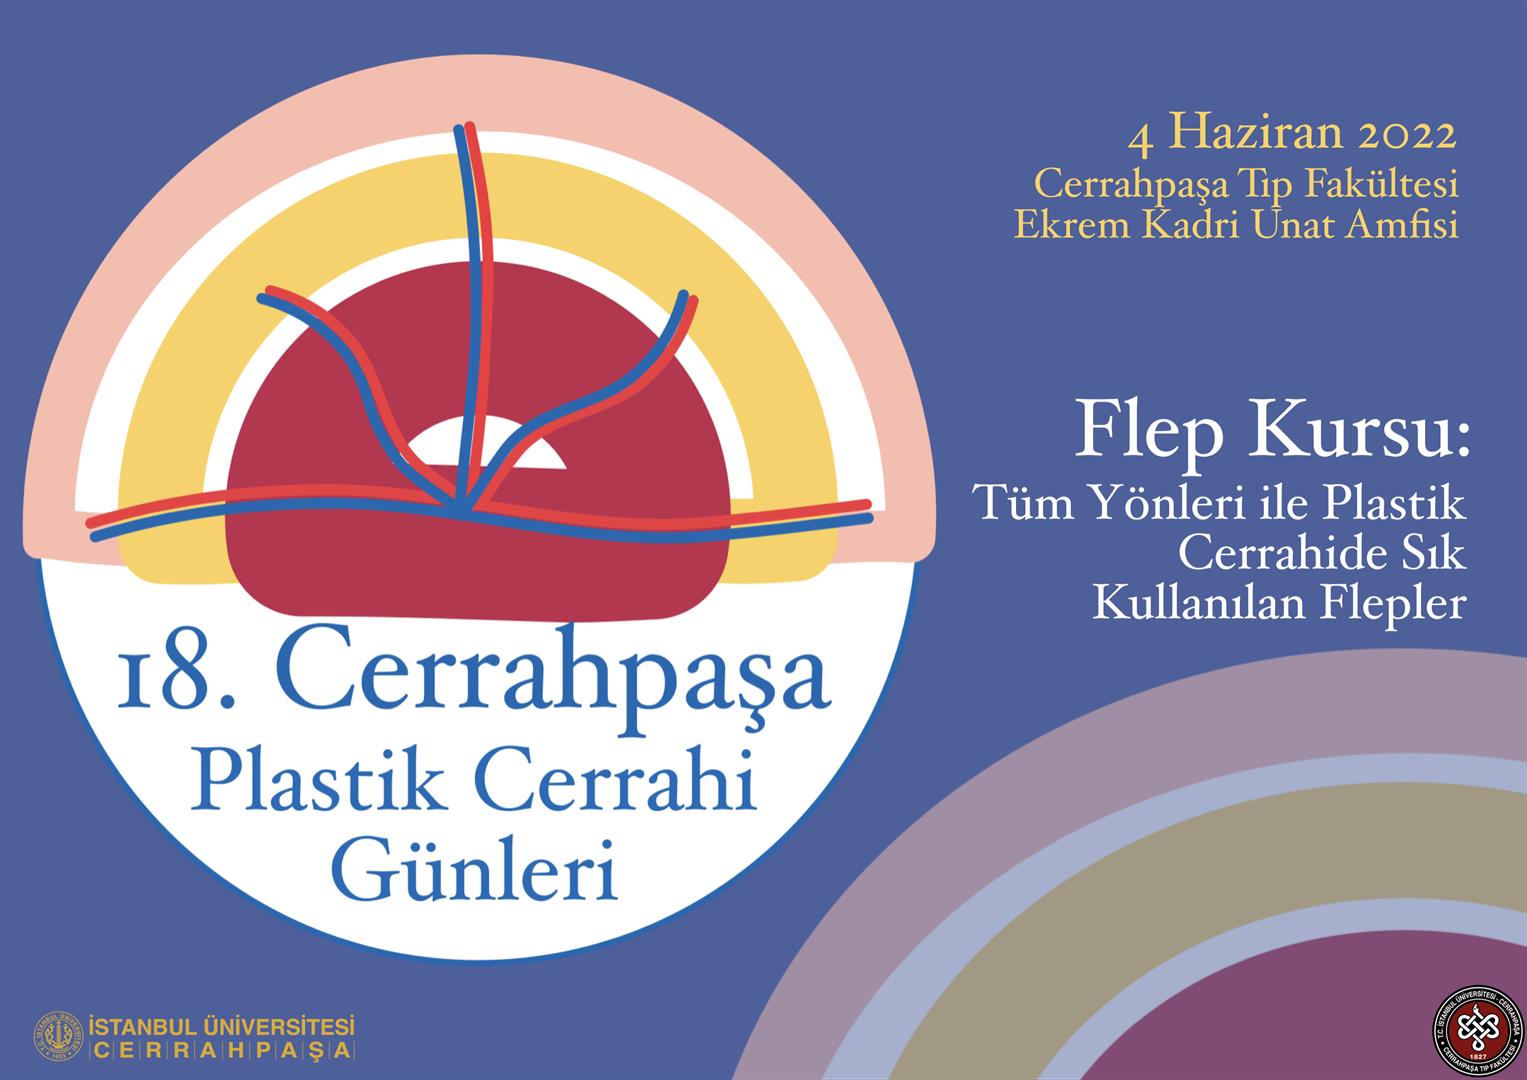 4 Haziran 2022
Cerrahpaşa Tıp Fakültesi
Ekrem Kadri Unat Amfisi
Flep Kursu:
Tüm Yönleri ile Plastik
Cerrahide Sık
Kullanılan Flepler
18. Cerrahpaşa
Plastik Cerrahi
Günleri
İSTANBUL ÜNİVERSİTESİ
CERRAHPAŞA
T.C. İSTANBUL ÜNİVERSİTESİ - CERRAHPAŞA
CERRAHPAŞA TIP FAKÜLTESİ
1827